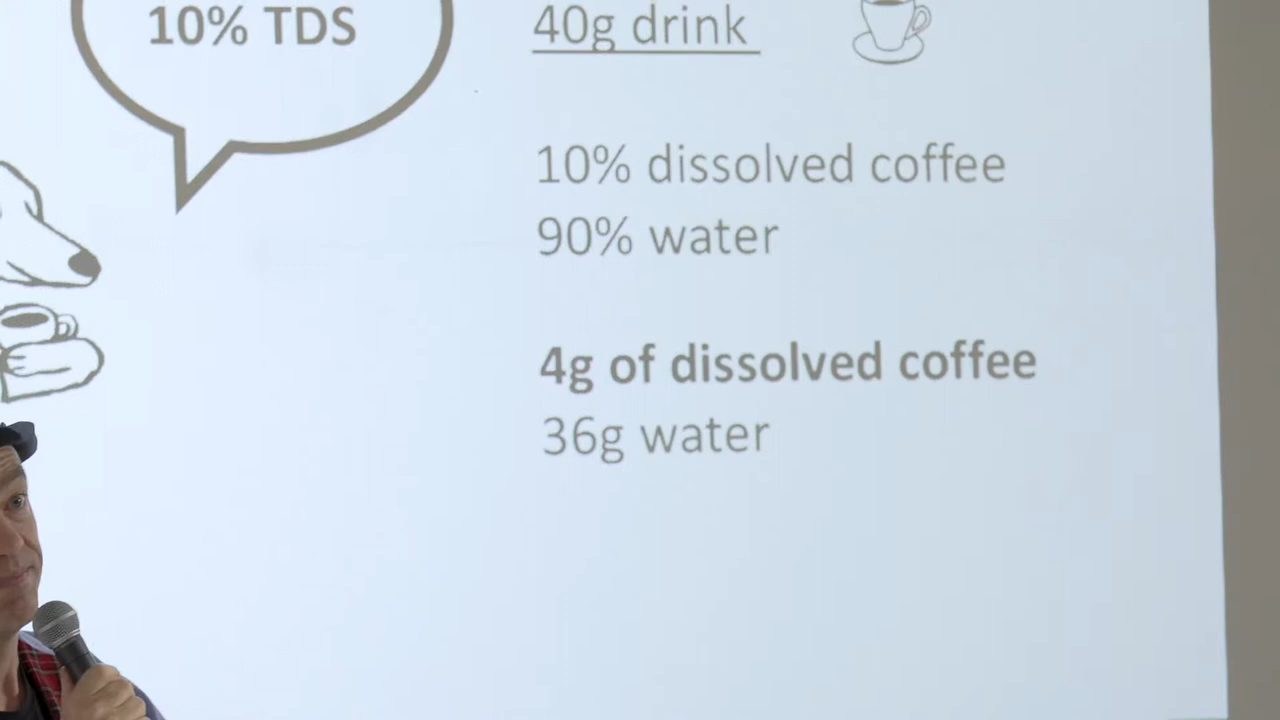 10% TDS
40g drink
10% dissolved coffee
90% water
4g of dissolved coffee
36g water